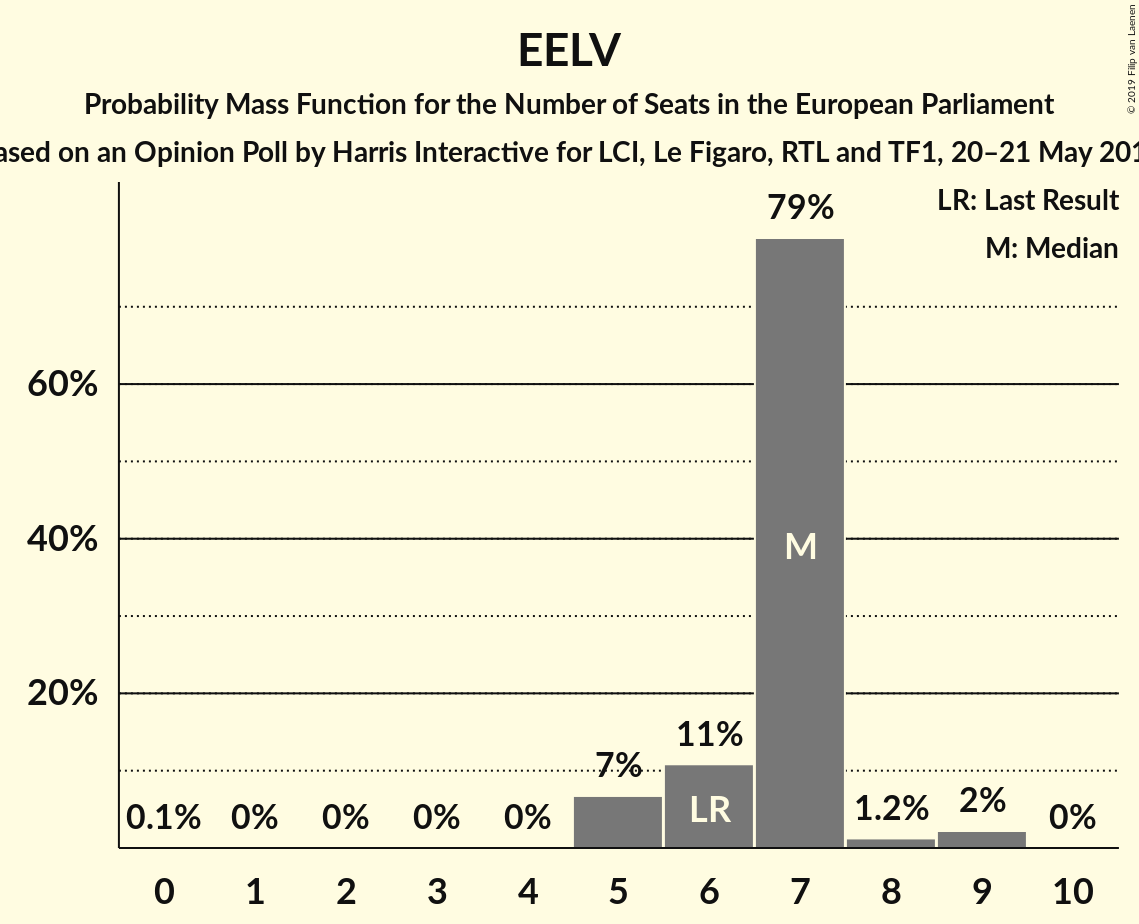 EELV
Probability Mass Function for the Number of Seats in the European Parliament
ased on an Opinion Poll by Harris Interactive for LCI, Le Figaro, RTL and TF1, 20–21 May 201
© 2019 Filip van Laenen
LR: Last Result
M: Median
60%
40%
20%
0.1% 0% 0% 0% 0% 7% 11% 79% 1.2% 2% 0%
LR M
0 1 2 3 4 5 6 7 8 9 10